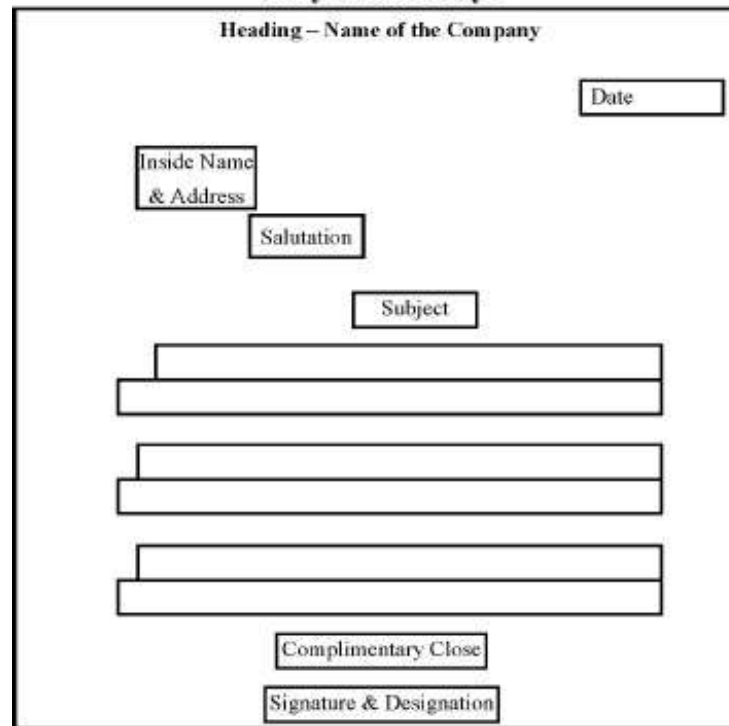 Heading – Name of the Company
Date
Inside Name
& Address
Salutation
Subject
Complimentary Close
Signature & Designation